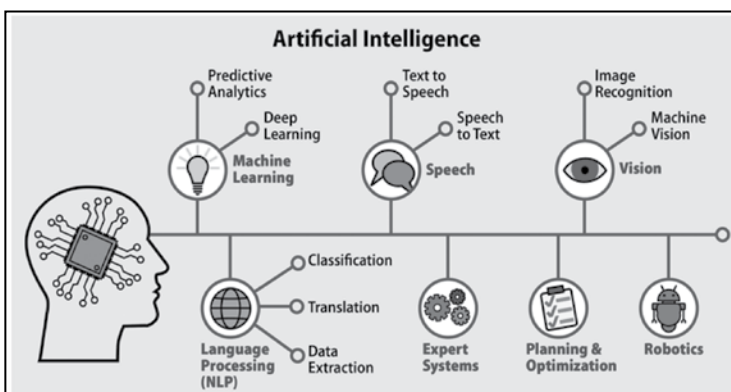 Artificial Intelligence
Predictive
Analytics
Deep
Learning
Machine
Learning
Text to
Speech
Speech
to Text
Speech
Image
Recognition
Machine
Vision
Vision
Classification
Translation
Data
Extraction
Language
Processing
(NLP)
Expert
Systems
Planning &
Optimization
Robotics